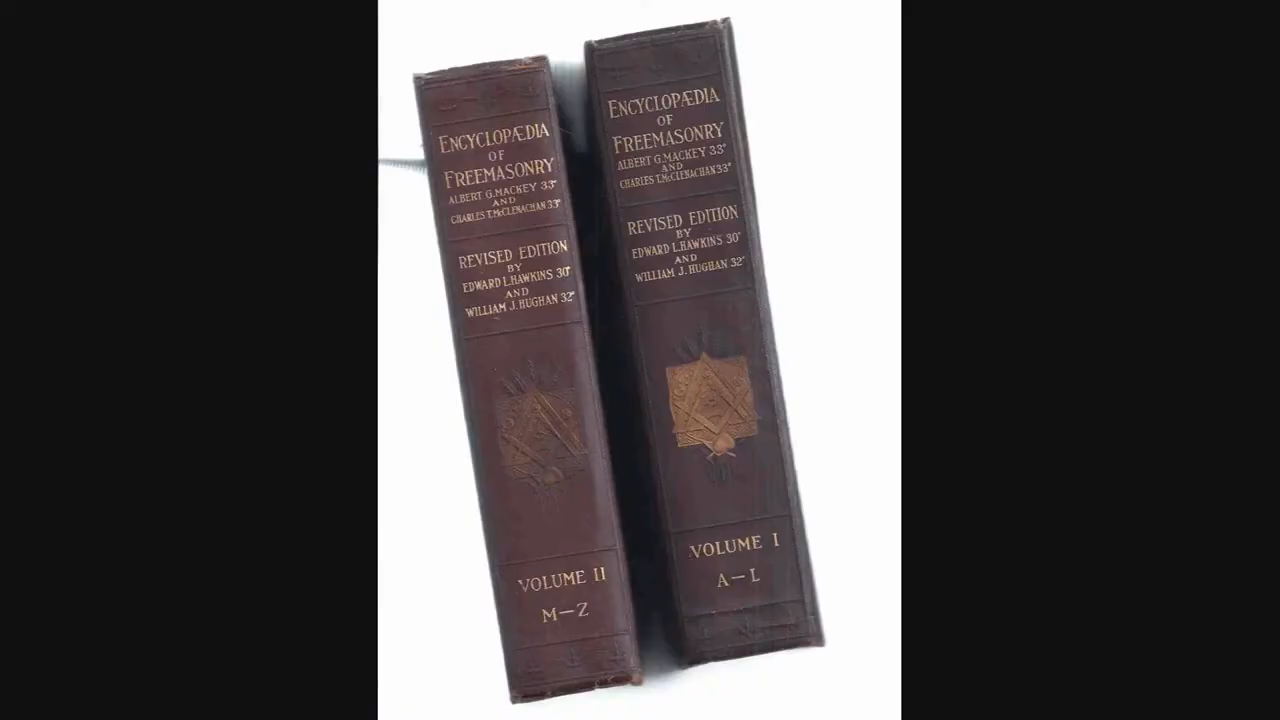 ENCYCLOPÆDIA
OF
FREEMASONRY
ALBERT G. MACKEY 33°
AND
CHARLES T. McCLENACHAN 33°
REVISED EDITION
BY
EDWARD L. HAWKINS 30°
AND
WILLIAM J. HUGHAN 32°
VOLUME II
M—Z
ENCYCLOPÆDIA
OF
FREEMASONRY
ALBERT G. MACKEY 33°
AND
CHARLES T. McCLENACHAN 33°
REVISED EDITION
BY
EDWARD L. HAWKINS 30°
AND
WILLIAM J. HUGHAN 32°
VOLUME I
A—L